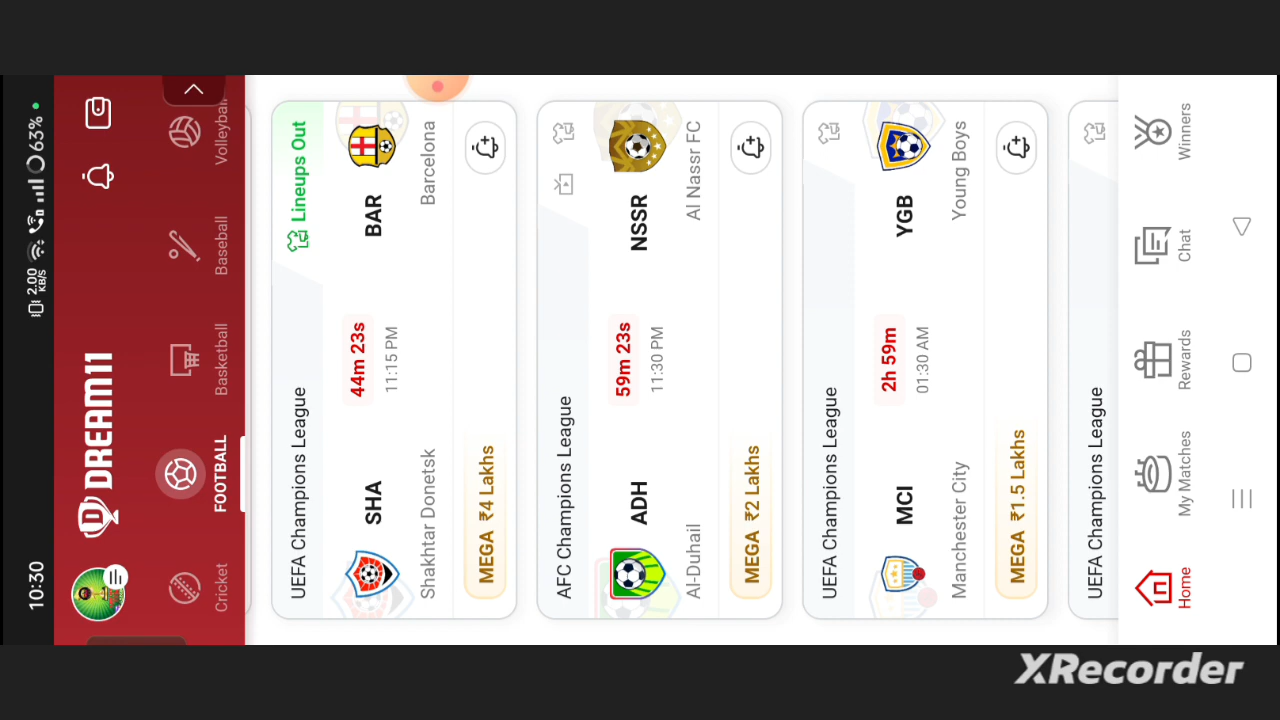 10:30
2.00 KB/S
63%
DREAM11
Cricket
FOOTBALL
Basketball
Baseball
Volleyball
UEFA Champions League
Lineups Out
SHA
44m 23s
BAR
Shakhtar Donetsk
11:15 PM
Barcelona
MEGA ₹4 Lakhs
AFC Champions League
ADH
59m 23s
NSSR
Al-Duhail
11:30 PM
Al Nassr FC
MEGA ₹2 Lakhs
UEFA Champions League
MCI
2h 59m
YGB
Manchester City
01:30 AM
Young Boys
MEGA ₹1.5 Lakhs
UEFA Champions League
Home
My Matches
Rewards
Chat
Winners
XRecorder